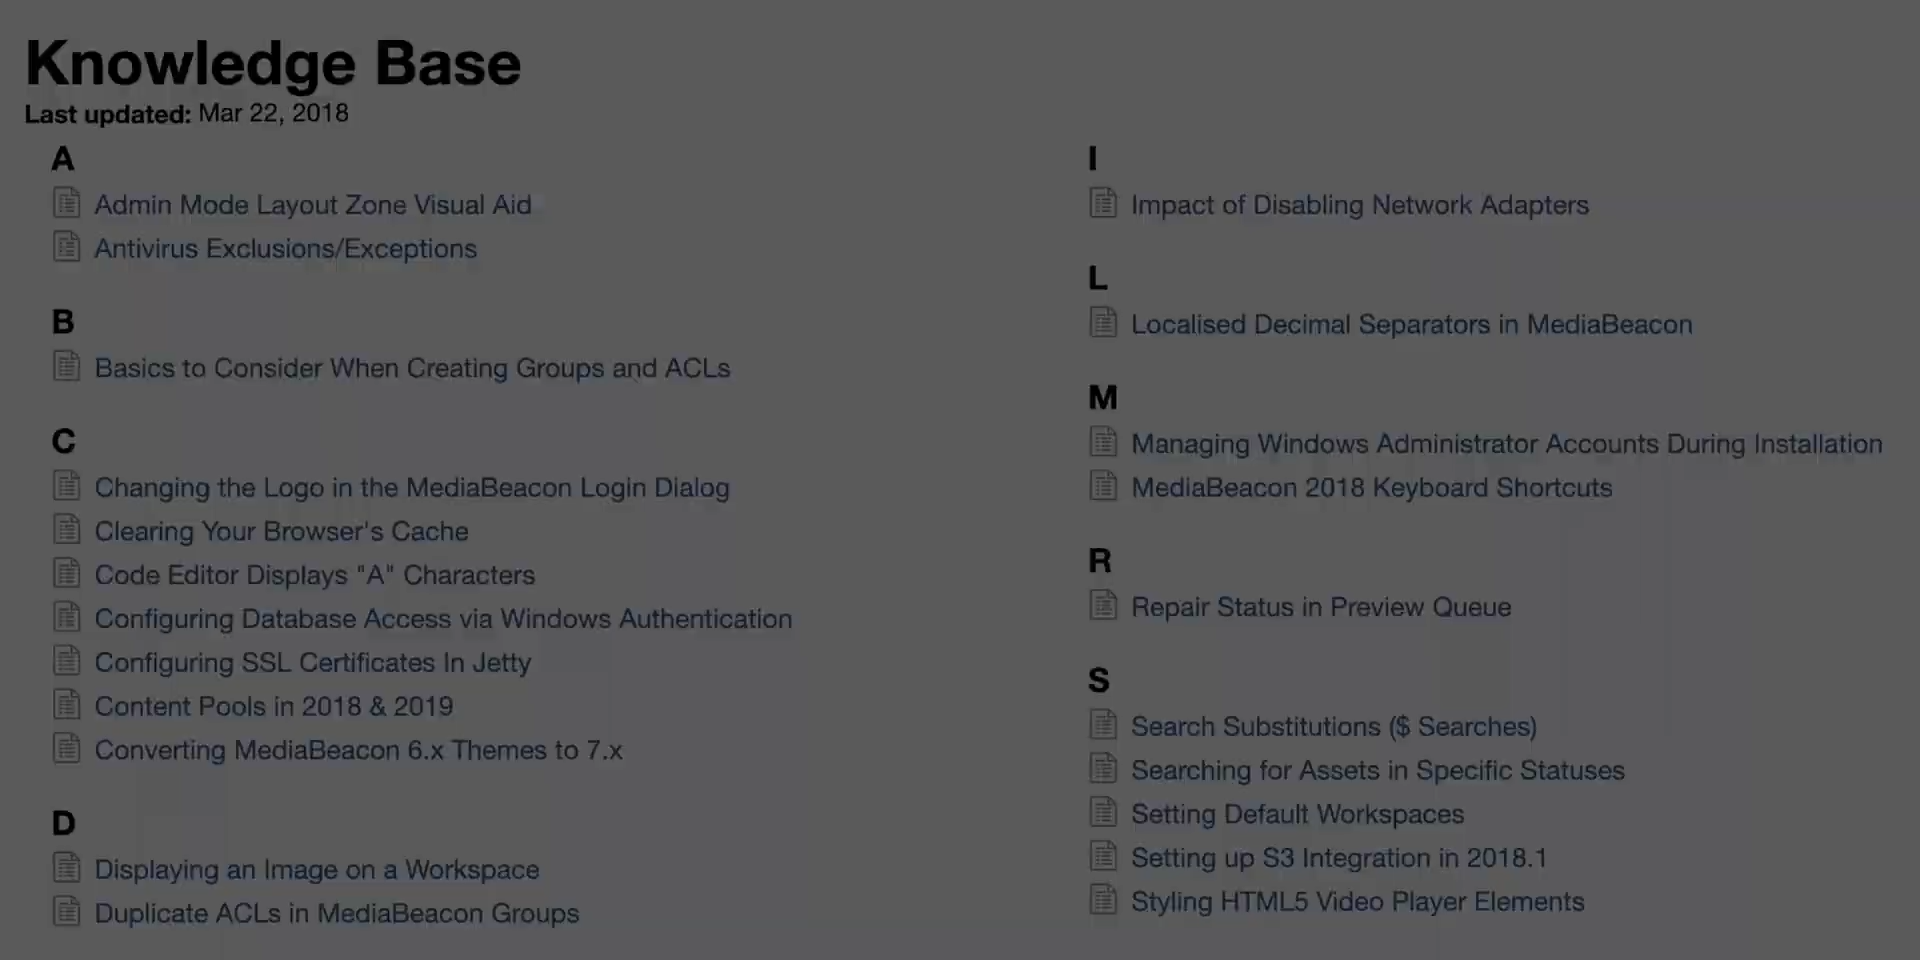 Knowledge Base
Last updated: Mar 22, 2018
A
Admin Mode Layout Zone Visual Aid
Antivirus Exclusions/Exceptions
B
Basics to Consider When Creating Groups and ACLs
C
Changing the Logo in the MediaBeacon Login Dialog
Clearing Your Browser's Cache
Code Editor Displays "A" Characters
Configuring Database Access via Windows Authentication
Configuring SSL Certificates In Jetty
Content Pools in 2018 & 2019
Converting MediaBeacon 6.x Themes to 7.x
D
Displaying an Image on a Workspace
Duplicate ACLs in MediaBeacon Groups
I
Impact of Disabling Network Adapters
L
Localised Decimal Separators in MediaBeacon
M
Managing Windows Administrator Accounts During Installation
MediaBeacon 2018 Keyboard Shortcuts
R
Repair Status in Preview Queue
S
Search Substitutions ($ Searches)
Searching for Assets in Specific Statuses
Setting Default Workspaces
Setting up S3 Integration in 2018.1
Styling HTML5 Video Player Elements